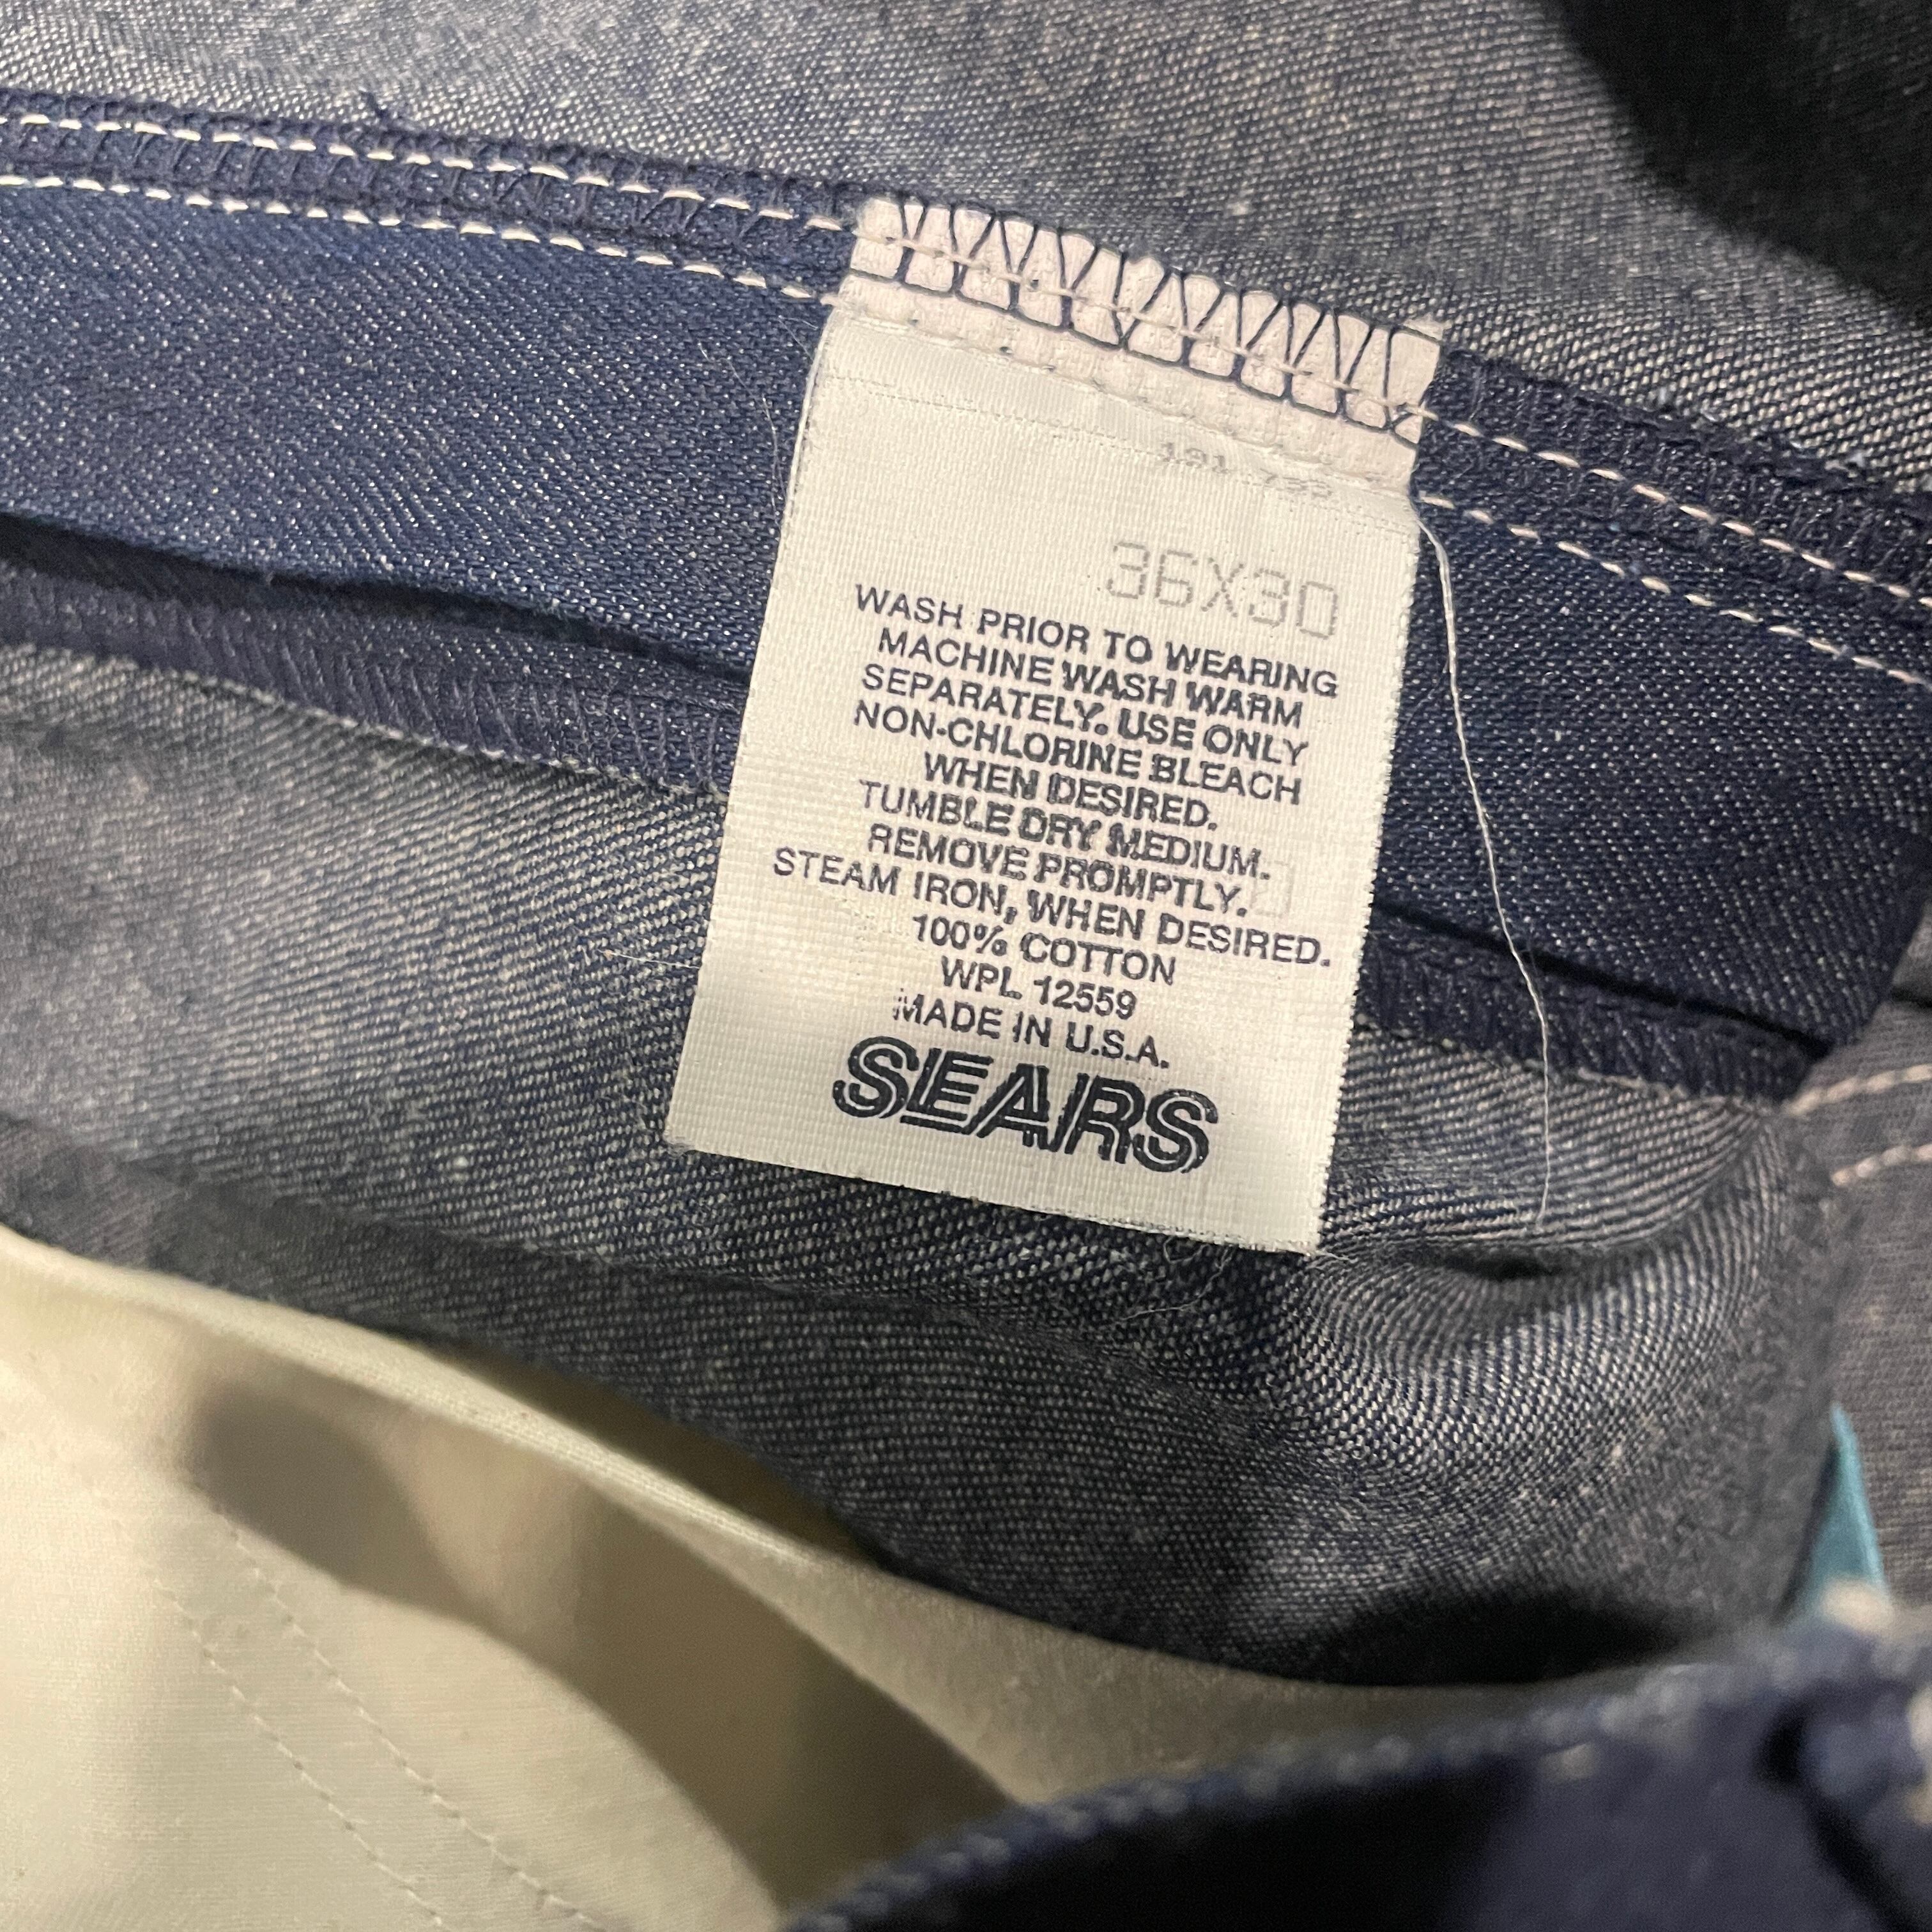 36X30
WASH PRIOR TO WEARING
MACHINE WASH WARM
SEPARATELY. USE ONLY
NON-CHLORINE BLEACH
WHEN DESIRED.
TUMBLE DRY MEDIUM.
REMOVE PROMPTLY.
STEAM IRON, WHEN DESIRED.
100% COTTON
WPL 12559
MADE IN U.S.A.
SEARS